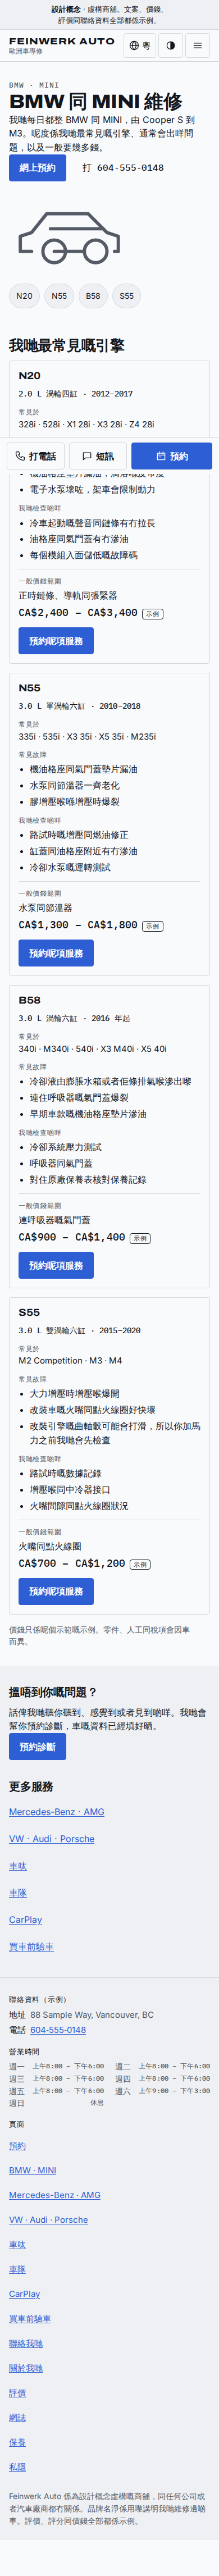 設計概念 · 虛構商舖。文案、價錢、
評價同聯絡資料全部都係示例。
FEINWERK AUTO
歐洲車專修
粵
BMW · MINI
BMW 同 MINI 維修
我哋每日都整 BMW 同 MINI，由 Cooper S 到
M3。呢度係我哋最常見嘅引擎、通常會出咩問
題，以及一般要幾多錢。
網上預約
打 604-555-0148
N20
N55
B58
S55
我哋最常見嘅引擎
N20
2.0 L 渦輪四缸 · 2012–2017
常見於
328i · 528i · X1 28i · X3 28i · Z4 28i
打電話
短訊
預約
電子水泵壞咗，架車會限制動力
我哋檢查啲咩
冷車起動嘅聲音同鏈條有冇拉長
油格座同氣門蓋有冇滲油
每個模組入面儲低嘅故障碼
一般價錢範圍
正時鏈條、導軌同張緊器
CA$2,400 – CA$3,400 示例
預約呢項服務
N55
3.0 L 單渦輪六缸 · 2010–2018
常見於
335i · 535i · X3 35i · X5 35i · M235i
常見故障
機油格座同氣門蓋墊片漏油
水泵同節溫器一齊老化
膠增壓喉喺增壓時爆裂
我哋檢查啲咩
路試時嘅增壓同燃油修正
缸蓋同油格座附近有冇滲油
冷卻水泵嘅運轉測試
一般價錢範圍
水泵同節溫器
CA$1,300 – CA$1,800 示例
預約呢項服務
B58
3.0 L 渦輪六缸 · 2016 年起
常見於
340i · M340i · 540i · X3 M40i · X5 40i
常見故障
冷卻液由膨脹水箱或者佢條排氣喉滲出嚟
連住呼吸器嘅氣門蓋爆裂
早期車款嘅機油格座墊片滲油
我哋檢查啲咩
冷卻系統壓力測試
呼吸器同氣門蓋
對住原廠保養表核對保養記錄
一般價錢範圍
連呼吸器嘅氣門蓋
CA$900 – CA$1,400 示例
預約呢項服務
S55
3.0 L 雙渦輪六缸 · 2015–2020
常見於
M2 Competition · M3 · M4
常見故障
大力增壓時增壓喉爆開
改裝車嘅火嘴同點火線圈好快壞
改裝引擎嘅曲軸轂可能會打滑，所以你加馬
力之前我哋會先檢查
我哋檢查啲咩
路試時嘅數據記錄
增壓喉同中冷器接口
火嘴間隙同點火線圈狀況
一般價錢範圍
火嘴同點火線圈
CA$700 – CA$1,200 示例
預約呢項服務
價錢只係呢個示範嘅示例。零件、人工同稅項會因車
而異。
搵唔到你嘅問題？
話俾我哋聽你聽到、感覺到或者見到啲咩。我哋會
幫你預約診斷，車嘅資料已經填好晒。
預約診斷
更多服務
Mercedes-Benz · AMG
VW · Audi · Porsche
車呔
車隊
CarPlay
買車前驗車
聯絡資料（示例）
地址 88 Sample Way, Vancouver, BC
電話 604-555-0148
營業時間
週一 上午8:00 – 下午6:00 週二 上午8:00 – 下午6:00
週三 上午8:00 – 下午6:00 週四 上午8:00 – 下午6:00
週五 上午8:00 – 下午6:00 週六 上午9:00 – 下午3:00
週日 休息
頁面
預約
BMW · MINI
Mercedes-Benz · AMG
VW · Audi · Porsche
車呔
車隊
CarPlay
買車前驗車
聯絡我哋
關於我哋
評價
網誌
保養
私隱
Feinwerk Auto 係為設計概念虛構嘅商舖，同任何公司或
者汽車廠商都冇關係。品牌名淨係用嚟講明我哋維修邊啲
車。評價、評分同價錢全部都係示例。